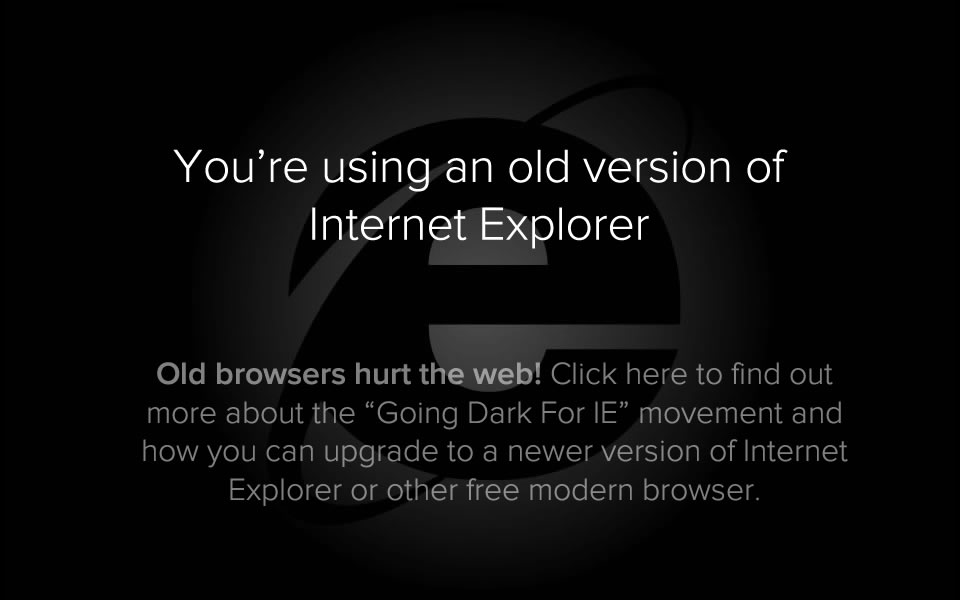 You’re using an old version of
Internet Explorer
Old browsers hurt the web! Click here to find out
more about the “Going Dark For IE” movement and
how you can upgrade to a newer version of Internet
Explorer or other free modern browser.